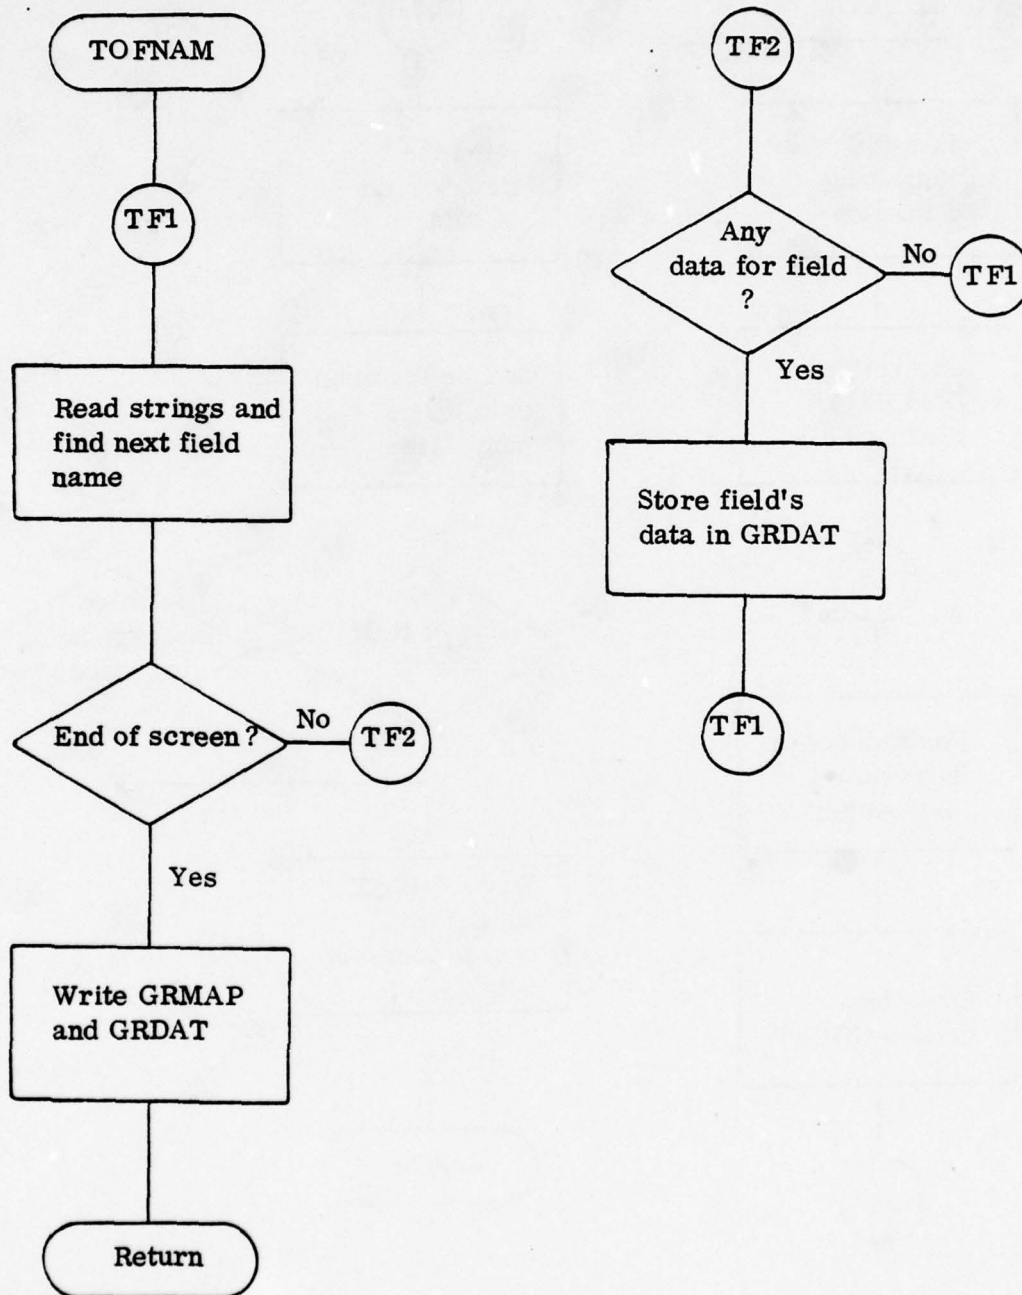 TOFNAM
TF1
Read strings and
find next field
name
End of screen?
No
TF2
Yes
Write GRMAP
and GRDAT
Return
TF2
Any
data for field
?
No
TF1
Yes
Store field's
data in GRDAT
TF1